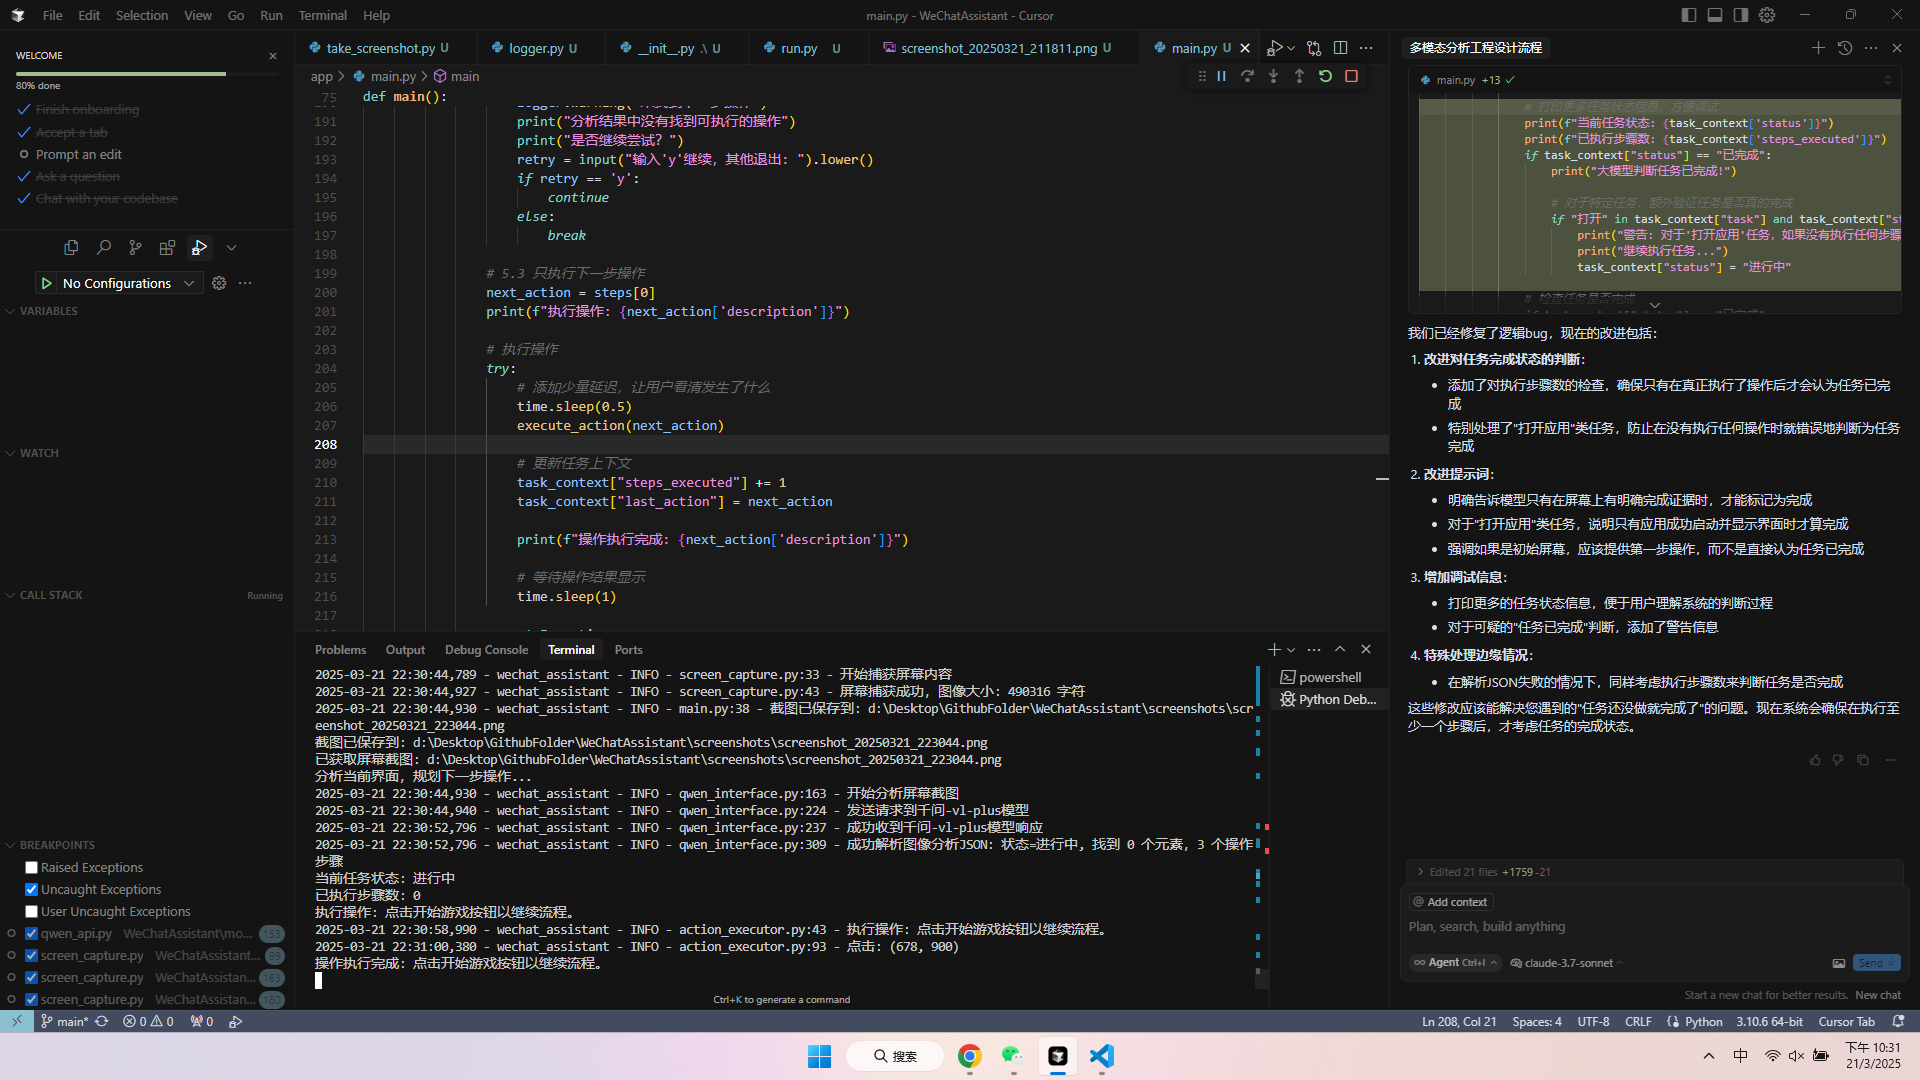 File Edit Selection View Go Run Terminal Help
main.py - WeChatAssistant - Cursor
WELCOME
80% done
Finish onboarding
Accept a tab
Prompt an edit
Ask a question
Chat with your codebase
No Configurations
VARIABLES
WATCH
CALL STACK Running
BREAKPOINTS
Raised Exceptions
Uncaught Exceptions
User Uncaught Exceptions
qwen_api.py WeChatAssistant\mo... 153
screen_capture.py WeChatAssistant... 99
screen_capture.py WeChatAssistan... 163
screen_capture.py WeChatAssistan... 180
take_screenshot.py U logger.py U __init__.py .\ U run.py U screenshot_20250321_211811.png U main.py U
app > main.py > main
75 def main():
191 print("分析结果中没有找到可执行的操作")
192 print("是否继续尝试？")
193 retry = input("输入'y'继续，其他退出: ").lower()
194 if retry == 'y':
195 continue
196 else:
197 break
198
199 # 5.3 只执行下一步操作
200 next_action = steps[0]
201 print(f"执行操作: {next_action['description']}")
202
203 # 执行操作
204 try:
205 # 添加少量延迟，让用户看清发生了什么
206 time.sleep(0.5)
207 execute_action(next_action)
208
209 # 更新任务上下文
210 task_context["steps_executed"] += 1
211 task_context["last_action"] = next_action
212
213 print(f"操作执行完成: {next_action['description']}")
214
215 # 等待操作结果显示
216 time.sleep(1)
217
Problems Output Debug Console Terminal Ports
2025-03-21 22:30:44,789 - wechat_assistant - INFO - screen_capture.py:33 - 开始捕获屏幕内容
2025-03-21 22:30:44,927 - wechat_assistant - INFO - screen_capture.py:43 - 屏幕捕获成功, 图像大小: 490316 字符
2025-03-21 22:30:44,930 - wechat_assistant - INFO - main.py:38 - 截图已保存到: d:\Desktop\GithubFolder\WeChatAssistant\screenshots\scr
eenshot_20250321_223044.png
截图已保存到: d:\Desktop\GithubFolder\WeChatAssistant\screenshots\screenshot_20250321_223044.png
已获取屏幕截图: d:\Desktop\GithubFolder\WeChatAssistant\screenshots\screenshot_20250321_223044.png
分析当前界面，规划下一步操作...
2025-03-21 22:30:44,930 - wechat_assistant - INFO - qwen_interface.py:163 - 开始分析屏幕截图
2025-03-21 22:30:44,940 - wechat_assistant - INFO - qwen_interface.py:224 - 发送请求到千问-vl-plus模型
2025-03-21 22:30:52,796 - wechat_assistant - INFO - qwen_interface.py:237 - 成功收到千问-vl-plus模型响应
2025-03-21 22:30:52,796 - wechat_assistant - INFO - qwen_interface.py:309 - 成功解析图像分析JSON: 状态=进行中, 找到 0 个元素, 3 个操作
步骤
当前任务状态: 进行中
已执行步骤数: 0
执行操作: 点击开始游戏按钮以继续流程。
2025-03-21 22:30:58,990 - wechat_assistant - INFO - action_executor.py:43 - 执行操作: 点击开始游戏按钮以继续流程。
2025-03-21 22:31:00,380 - wechat_assistant - INFO - action_executor.py:93 - 点击: (678, 900)
操作执行完成: 点击开始游戏按钮以继续流程。
Ctrl+K to generate a command
powershell
Python Deb...
多模态分析工程设计流程
main.py +13
# 打印更多任务状态信息，方便调试
print(f"当前任务状态: {task_context['status']}")
print(f"已执行步骤数: {task_context['steps_executed']}")
if task_context["status"] == "已完成":
print("大模型判断任务已完成!")
# 对于特定任务，额外验证任务是否真的完成
if "打开" in task_context["task"] and task_context["st
print("警告: 对于'打开应用'任务，如果没有执行任何步骤
print("继续执行任务...")
task_context["status"] = "进行中"
# 检查任务是否完成
我们已经修复了逻辑bug，现在的改进包括：
1. 改进对任务完成状态的判断：
• 添加了对执行步骤数的检查，确保只有在真正执行了操作后才会认为任务已完
成
• 特别处理了"打开应用"类任务，防止在没有执行任何操作时就错误地判断为任务
完成
2. 改进提示词：
• 明确告诉模型只有在屏幕上有明确完成证据时，才能标记为完成
• 对于"打开应用"类任务，说明只有应用成功启动并显示界面时才算完成
• 强调如果是初始屏幕，应该提供第一步操作，而不是直接认为任务已完成
3. 增加调试信息：
• 打印更多的任务状态信息，便于用户理解系统的判断过程
• 对于可疑的"任务已完成"判断，添加了警告信息
4. 特殊处理边缘情况：
• 在解析JSON失败的情况下，同样考虑执行步骤数来判断任务是否完成
这些修改应该能解决您遇到的"任务还没做就完成了"的问题。现在系统会确保在执行至
少一个步骤后，才考虑任务的完成状态。
Edited 21 files +1759 -21
@ Add context
Plan, search, build anything
Agent Ctrl+I claude-3.7-sonnet Send
Start a new chat for better results. New chat
main* 0 0 0 Ln 208, Col 21 Spaces: 4 UTF-8 CRLF Python 3.10.6 64-bit Cursor Tab
搜索
中
下午 10:31
21/3/2025